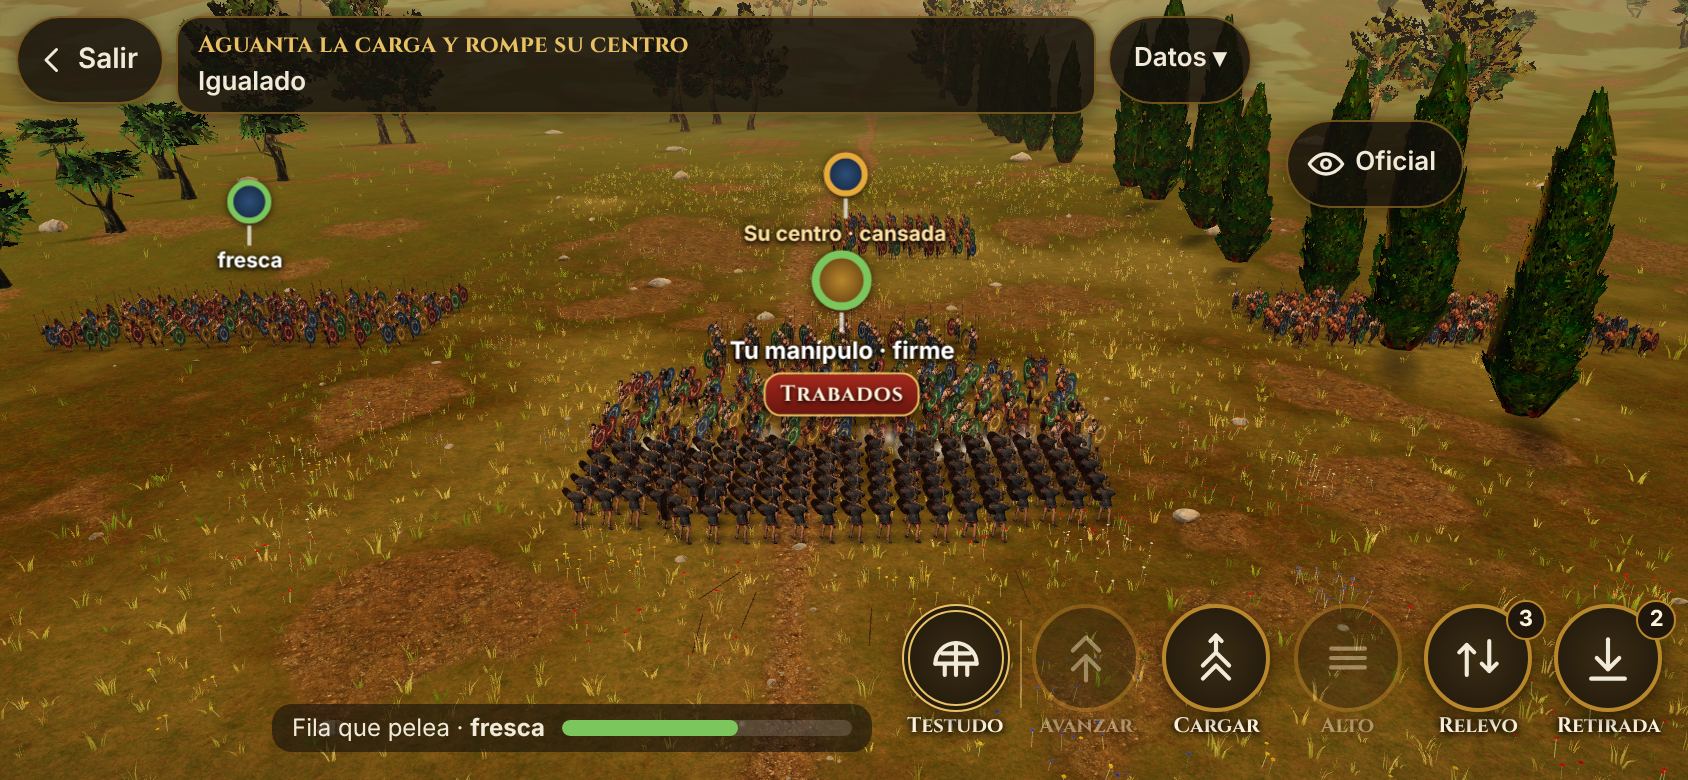 Salir
Aguanta la carga y rompe su centro
Igualado
Datos ▾
Oficial
fresca
Su centro · cansada
Tu manípulo · firme
Trabados
3
2
Testudo
Avanzar
Cargar
Alto
Relevo
Retirada
Fila que pelea · fresca